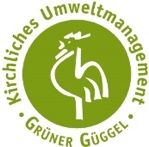 Kirchliches Umweltmanagement
• GRÜNER GÜGGEL •